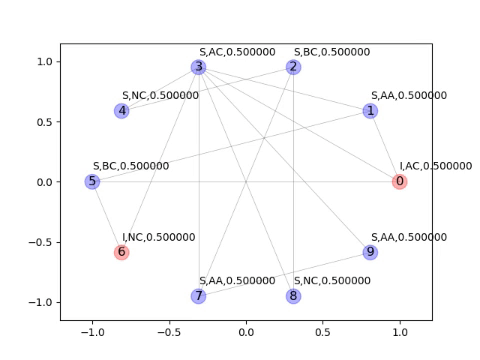 S,AC,0.500000 S,BC,0.500000
1.0
3 2
S,NC,0.500000 S,AA,0.500000
4 1
0.5
S,BC,0.500000 I,AC,0.500000
0.0
5 0
I,NC,0.500000 S,AA,0.500000
−0.5
6 9
S,AA,0.500000 S,NC,0.500000
7 8
−1.0
−1.0 −0.5 0.0 0.5 1.0